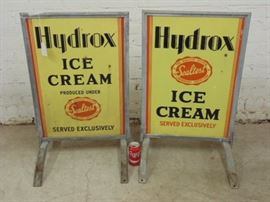 Hydrox
ICE
CREAM
PRODUCED UNDER
Sealtest
SERVED EXCLUSIVELY
Hydrox
Sealtest
ICE
CREAM
SERVED EXCLUSIVELY